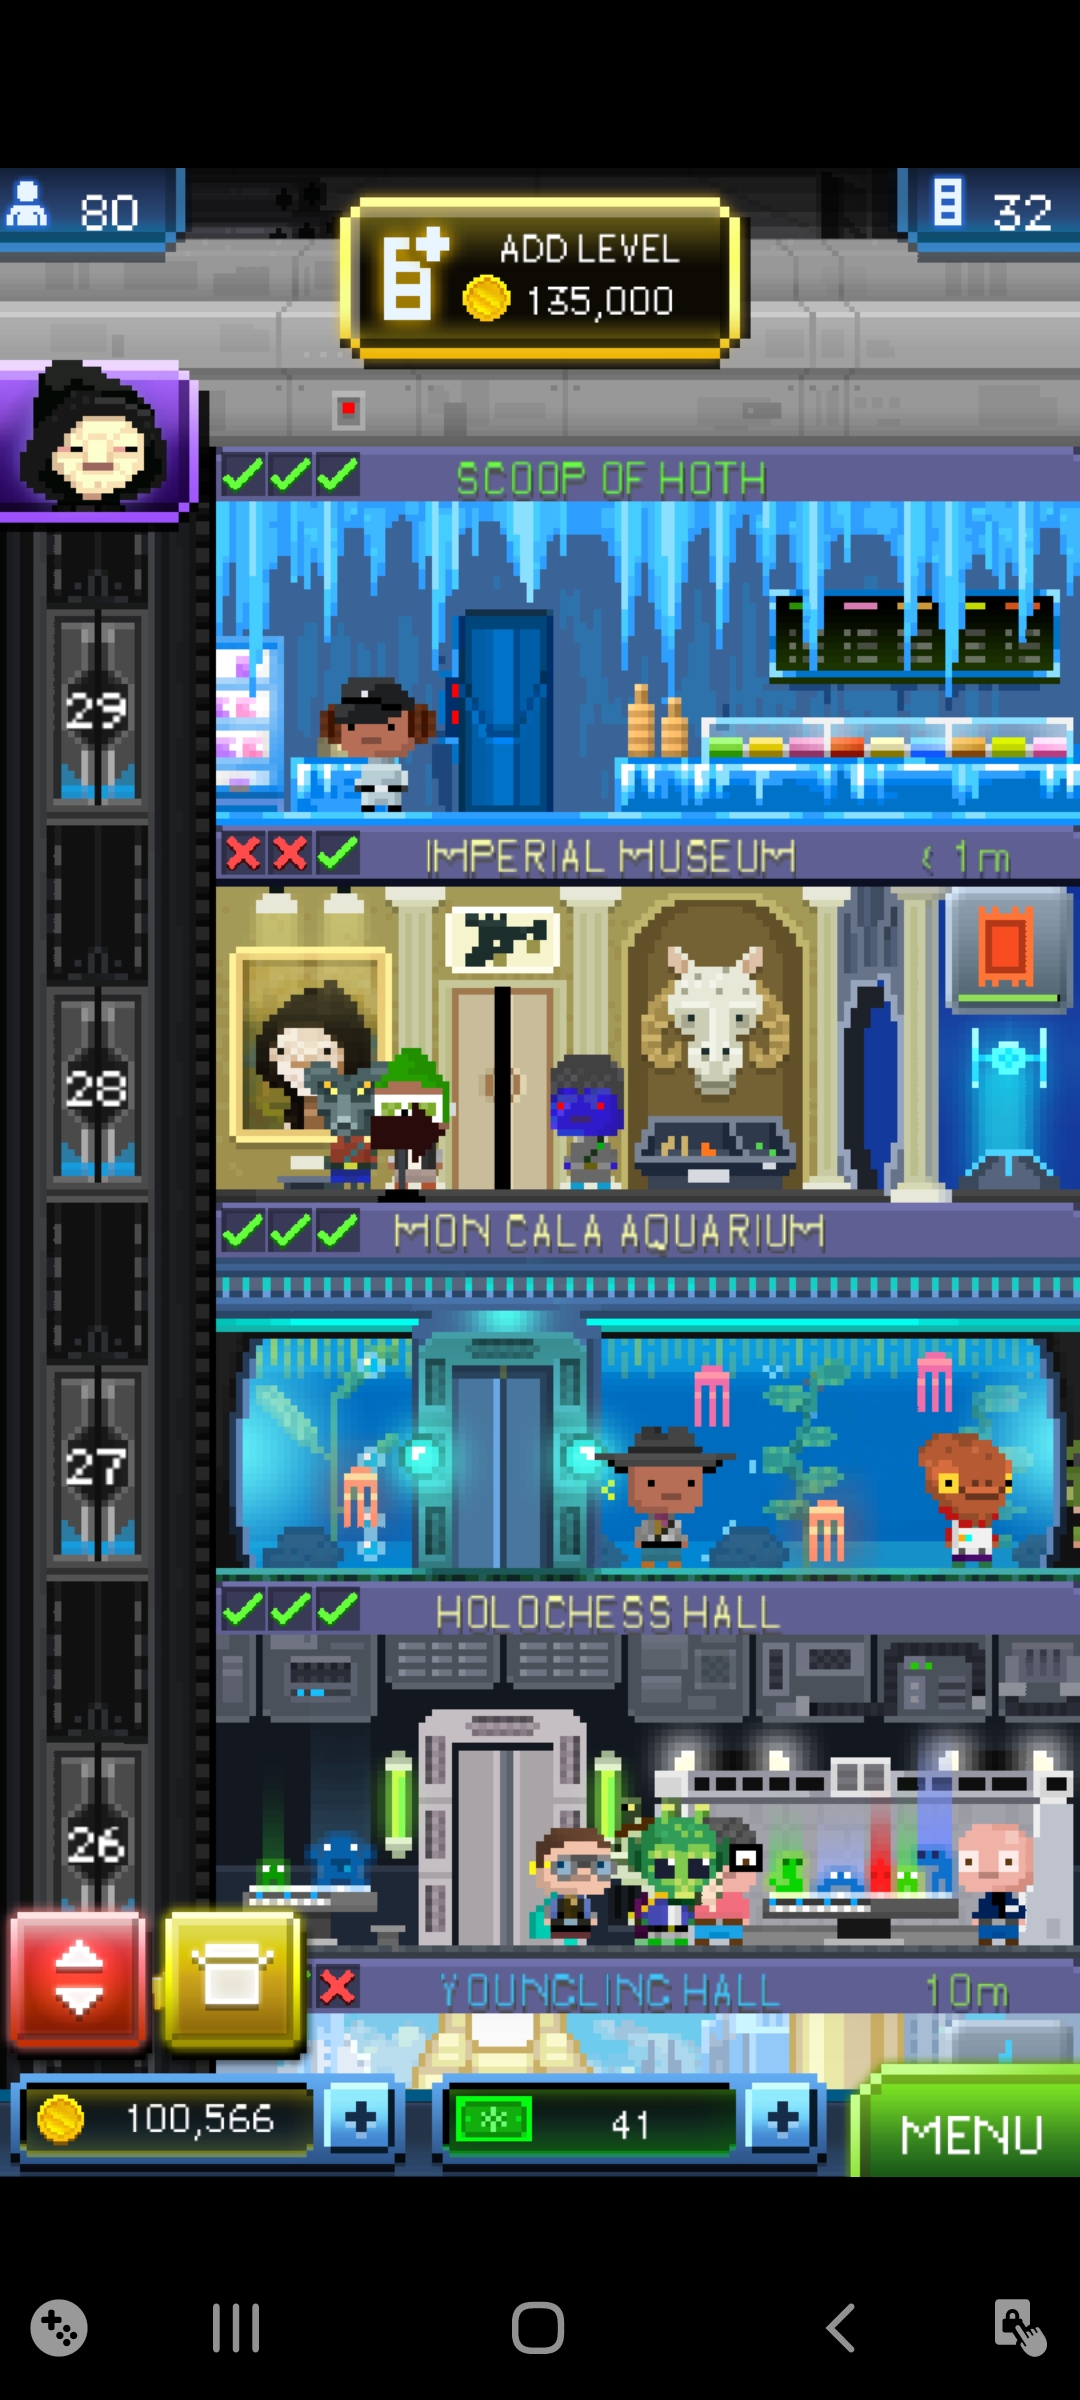 80
ADD LEVEL
135,000
32
SCOOP OF HOTH
29
IMPERIAL MUSEUM < 1m
28
MON CALA AQUARIUM
27
HOLOCHESS HALL
26
YOUNGLING HALL 10m
100,566
41
MENU